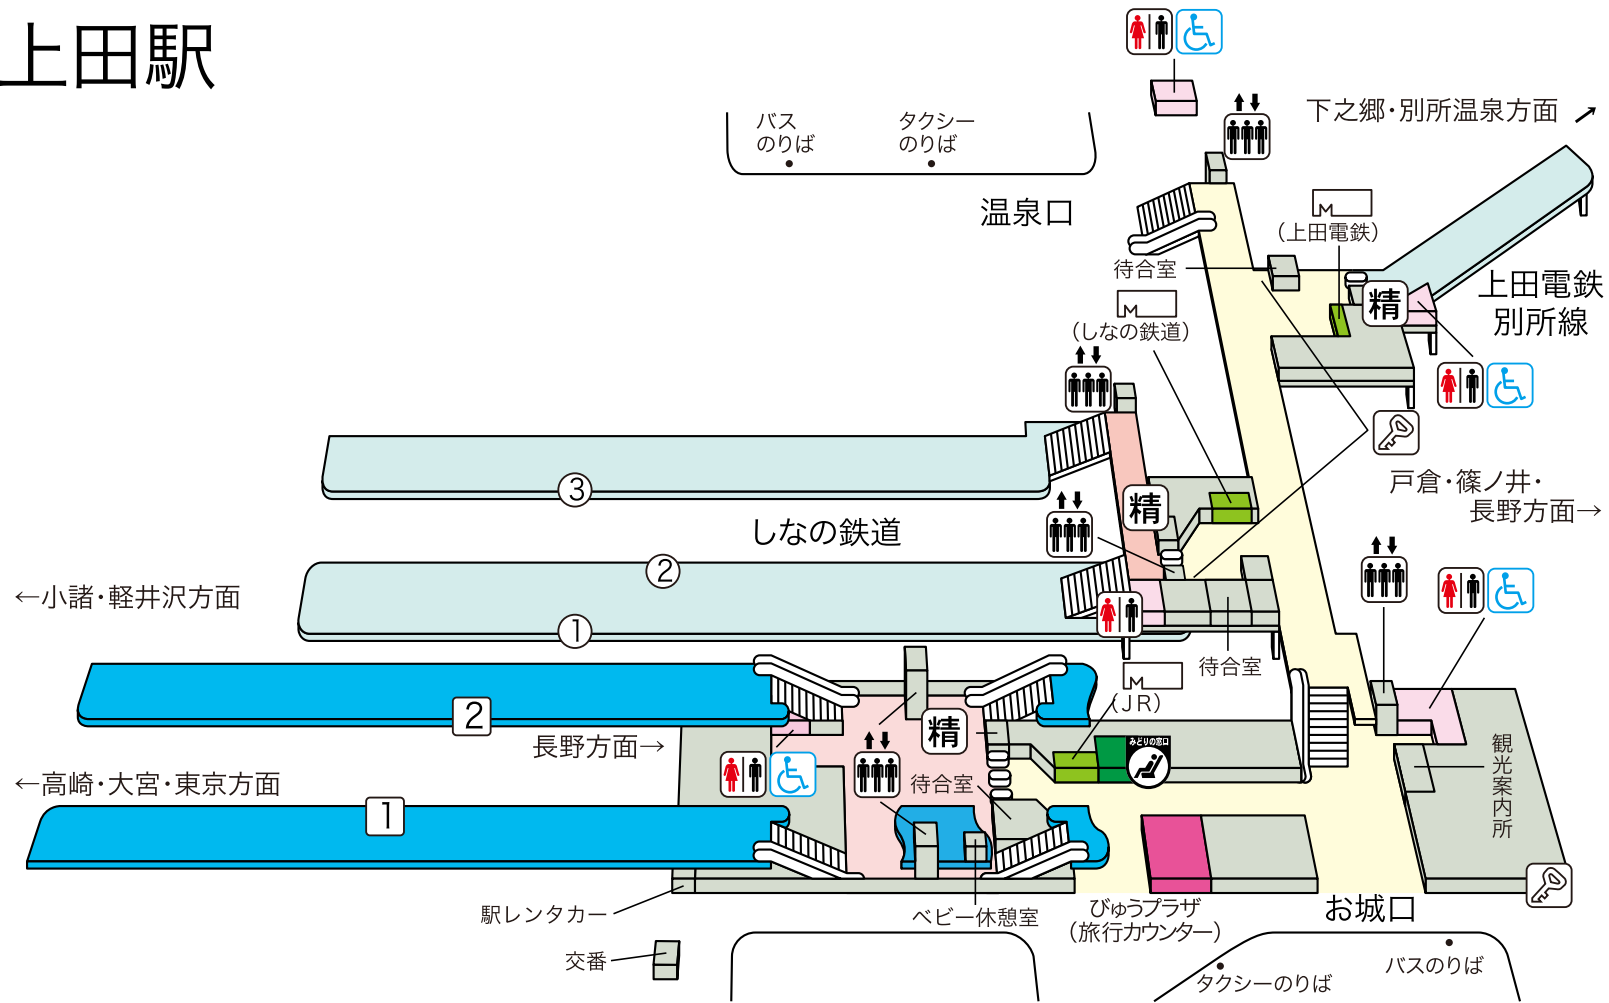 上田駅
バス
のりば
タクシー
のりば
下之郷・別所温泉方面
温泉口
(上田電鉄)
待合室
精
上田電鉄
別所線
(しなの鉄道)
精
戸倉・篠ノ井・
長野方面→
③
しなの鉄道
②
①
←小諸・軽井沢方面
待合室
(JR)
精
みどりの窓口
2
長野方面→
←高崎・大宮・東京方面
1
待合室
観光案内所
駅レンタカー
ベビー休憩室
びゅうプラザ
(旅行カウンター)
お城口
交番
タクシーのりば
バスのりば